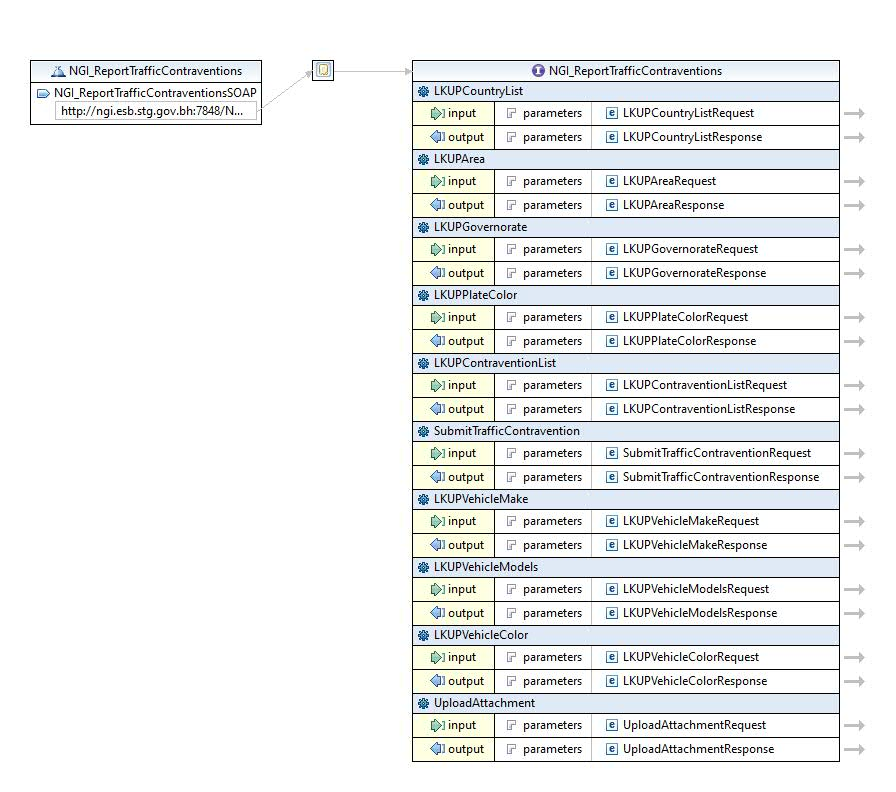 NGI_ReportTrafficContraventions
NGI_ReportTrafficContraventionsSOAP
http://ngi.esb.stg.gov.bh:7848/N...
NGI_ReportTrafficContraventions
LKUPCountryList
input parameters LKUPCountryListRequest
output parameters LKUPCountryListResponse
LKUPArea
input parameters LKUPAreaRequest
output parameters LKUPAreaResponse
LKUPGovernorate
input parameters LKUPGovernorateRequest
output parameters LKUPGovernorateResponse
LKUPPlateColor
input parameters LKUPPlateColorRequest
output parameters LKUPPlateColorResponse
LKUPContraventionList
input parameters LKUPContraventionListRequest
output parameters LKUPContraventionListResponse
SubmitTrafficContravention
input parameters SubmitTrafficContraventionRequest
output parameters SubmitTrafficContraventionResponse
LKUPVehicleMake
input parameters LKUPVehicleMakeRequest
output parameters LKUPVehicleMakeResponse
LKUPVehicleModels
input parameters LKUPVehicleModelsRequest
output parameters LKUPVehicleModelsResponse
LKUPVehicleColor
input parameters LKUPVehicleColorRequest
output parameters LKUPVehicleColorResponse
UploadAttachment
input parameters UploadAttachmentRequest
output parameters UploadAttachmentResponse